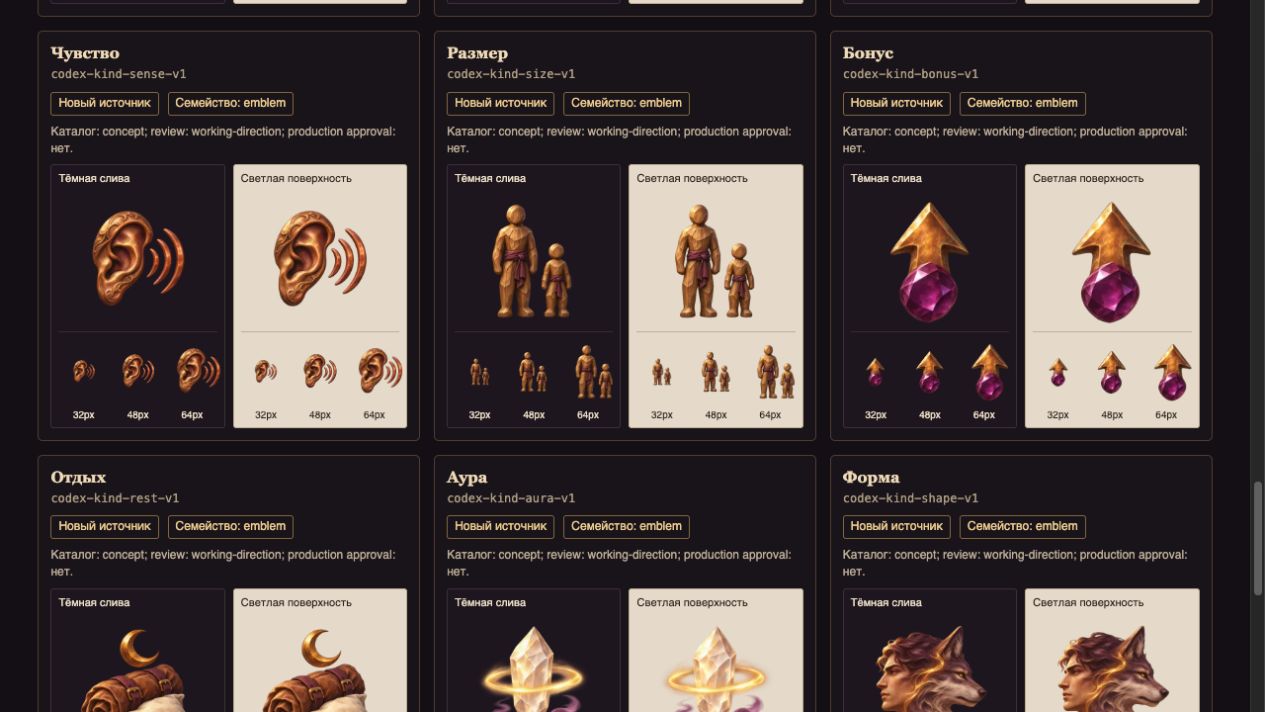 Чувство
codex-kind-sense-v1
Новый источник
Семейство: emblem
Каталог: concept; review: working-direction; production approval:
нет.
Тёмная слива
Светлая поверхность
32px
48px
64px
32px
48px
64px
Размер
codex-kind-size-v1
Новый источник
Семейство: emblem
Каталог: concept; review: working-direction; production approval:
нет.
Тёмная слива
Светлая поверхность
32px
48px
64px
32px
48px
64px
Бонус
codex-kind-bonus-v1
Новый источник
Семейство: emblem
Каталог: concept; review: working-direction; production approval:
нет.
Тёмная слива
Светлая поверхность
32px
48px
64px
32px
48px
64px
Отдых
codex-kind-rest-v1
Новый источник
Семейство: emblem
Каталог: concept; review: working-direction; production approval:
нет.
Тёмная слива
Светлая поверхность
Аура
codex-kind-aura-v1
Новый источник
Семейство: emblem
Каталог: concept; review: working-direction; production approval:
нет.
Тёмная слива
Светлая поверхность
Форма
codex-kind-shape-v1
Новый источник
Семейство: emblem
Каталог: concept; review: working-direction; production approval:
нет.
Тёмная слива
Светлая поверхность